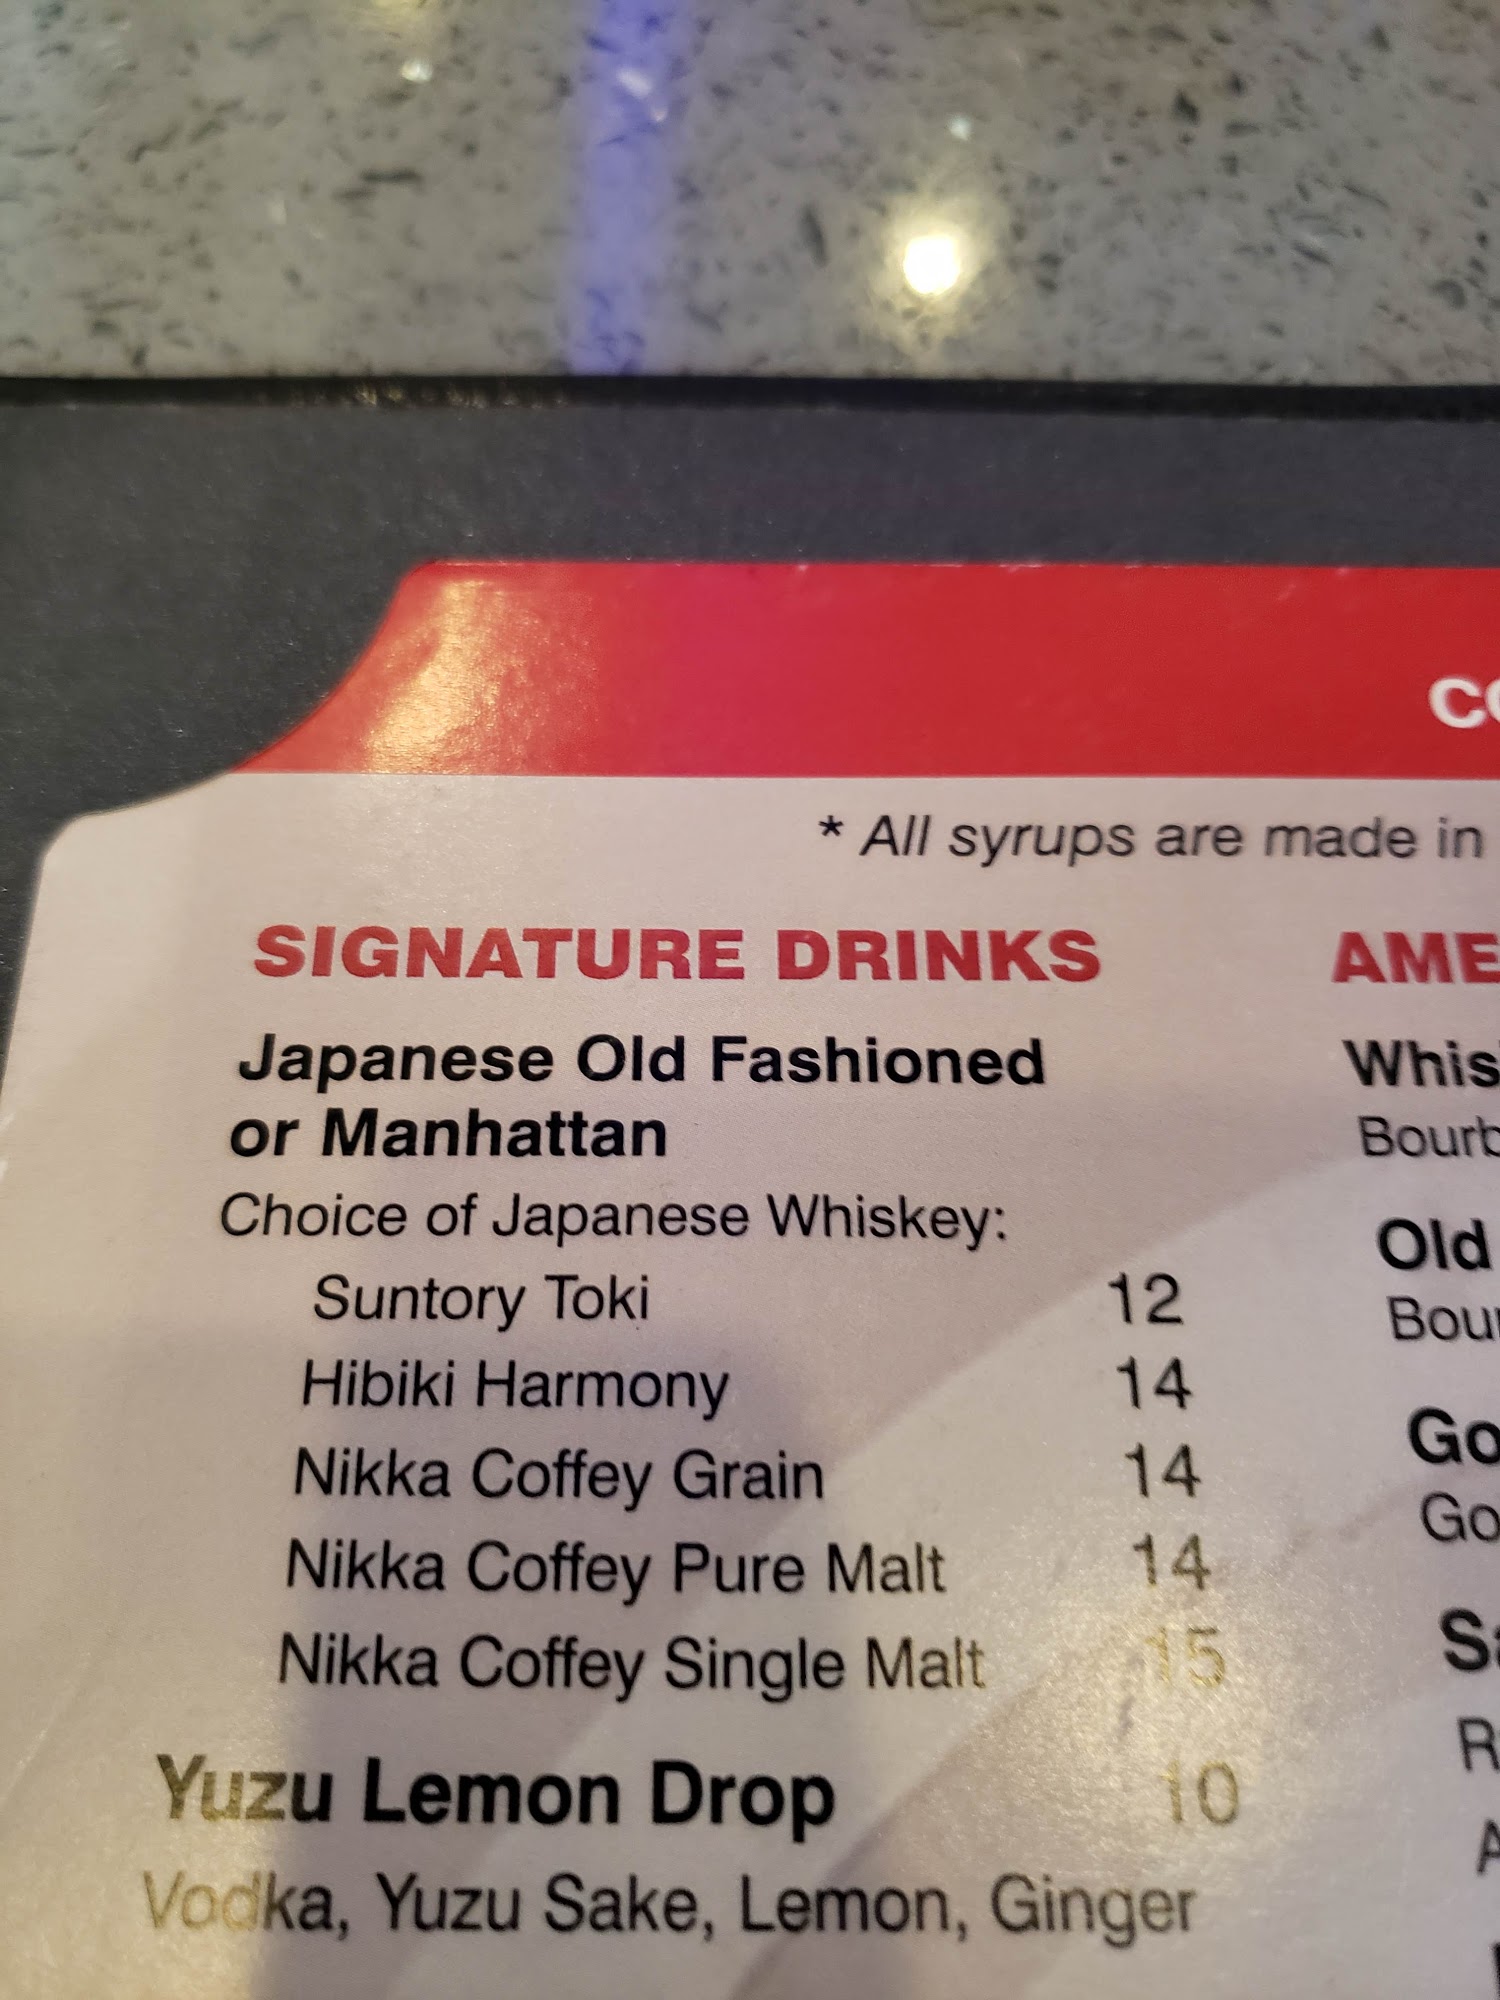 * All syrups are made in
SIGNATURE DRINKS
Japanese Old Fashioned
or Manhattan
Choice of Japanese Whiskey:
Suntory Toki 12
Hibiki Harmony 14
Nikka Coffey Grain 14
Nikka Coffey Pure Malt 14
Nikka Coffey Single Malt 15
Yuzu Lemon Drop 10
Vodka, Yuzu Sake, Lemon, Ginger
Old